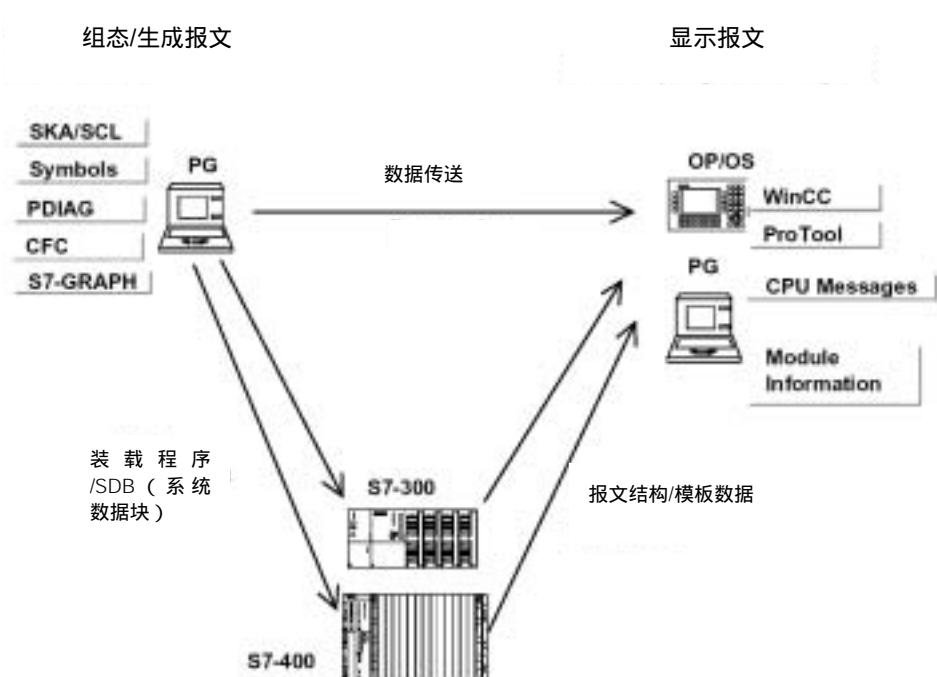 组态/生成报文
显示报文
SKA/SCL
Symbols
PDIAG
CFC
S7-GRAPH
PG
数据传送
OP/OS
WinCC
ProTool
PG
CPU Messages
Module
Information
装载程序
/SDB（系统
数据块）
S7-300
报文结构/模板数据
S7-400